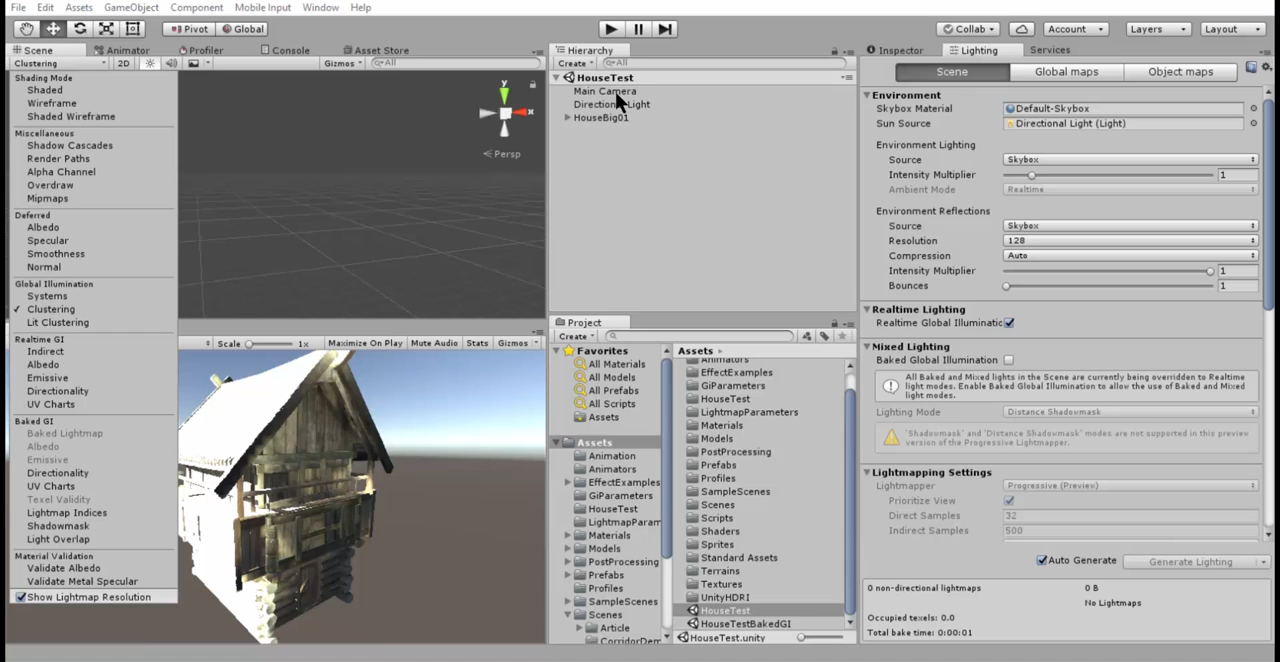 File Edit Assets GameObject Component Mobile Input Window Help
Pivot Global Collab Account Layers Layout
Scene Animator Profiler Console Asset Store
Clustering 2D Gizmos All
Shading Mode
Shaded
Wireframe
Shaded Wireframe
Miscellaneous
Shadow Cascades
Render Paths
Alpha Channel
Overdraw
Mipmaps
Deferred
Albedo
Specular
Smoothness
Normal
Global Illumination
Systems
Clustering
Lit Clustering
Realtime GI
Indirect
Albedo
Emissive
Directionality
UV Charts
Baked GI
Baked Lightmap
Albedo
Emissive
Directionality
UV Charts
Texel Validity
Lightmap Indices
Shadowmask
Light Overlap
Material Validation
Validate Albedo
Validate Metal Specular
Show Lightmap Resolution
y
x
Persp
Scale 1x Maximize On Play Mute Audio Stats Gizmos
Hierarchy
Create All
HouseTest
Main Camera
Directional Light
HouseBig01
Project
Create
Favorites
All Materials
All Models
All Prefabs
All Scripts
Assets
Assets
Animation
Animators
EffectExamples
GiParameters
HouseTest
LightmapParam
Materials
Models
PostProcessing
Prefabs
Profiles
SampleScenes
Scenes
Article
CorridorDem
Assets
Animators
EffectExamples
GiParameters
HouseTest
LightmapParameters
Materials
Models
PostProcessing
Prefabs
Profiles
SampleScenes
Scenes
Scripts
Shaders
Sprites
Standard Assets
Terrains
Textures
UnityHDRI
HouseTest
HouseTestBakedGI
HouseTest.unity
Inspector Lighting Services
Scene Global maps Object maps
Environment
Skybox Material Default-Skybox
Sun Source Directional Light (Light)
Environment Lighting
Source Skybox
Intensity Multiplier 1
Ambient Mode Realtime
Environment Reflections
Source Skybox
Resolution 128
Compression Auto
Intensity Multiplier 1
Bounces 1
Realtime Lighting
Realtime Global Illuminatic
Mixed Lighting
Baked Global Illumination
All Baked and Mixed lights in the Scene are currently being overridden to Realtime
light modes. Enable Baked Global Illumination to allow the use of Baked and Mixed
light modes.
Lighting Mode Distance Shadowmask
'Shadowmask' and 'Distance Shadowmask' modes are not supported in this preview
version of the Progressive Lightmapper.
Lightmapping Settings
Lightmapper Progressive (Preview)
Prioritize View
Direct Samples 32
Indirect Samples 500
Auto Generate Generate Lighting
0 non-directional lightmaps 0 B
No Lightmaps
Occupied texels: 0.0
Total bake time: 0:00:01